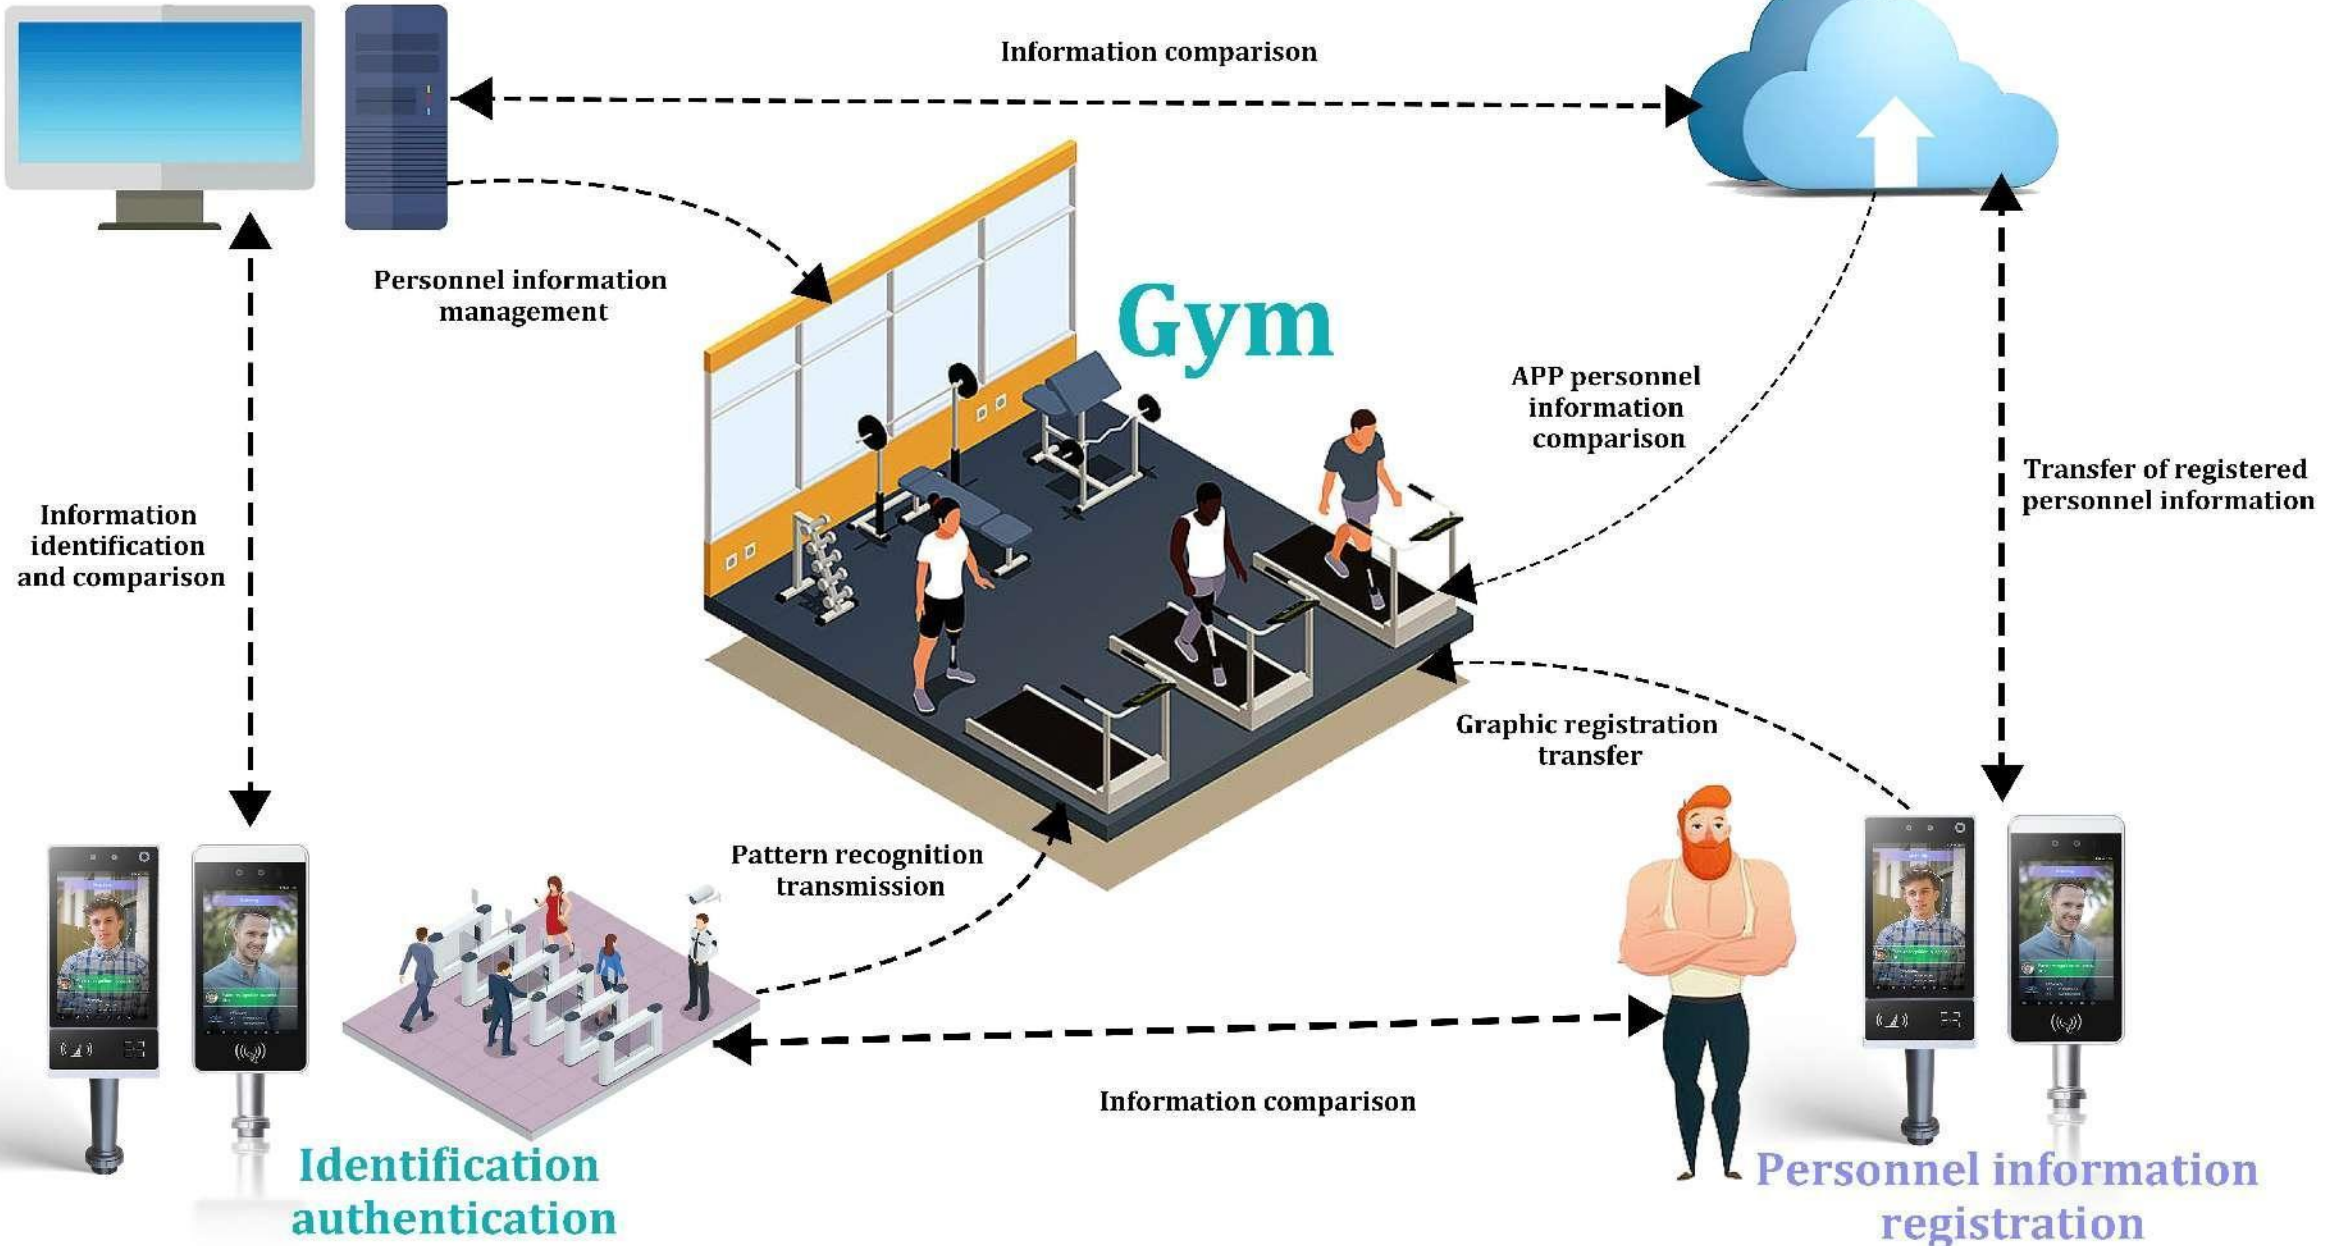 Information comparison
Personnel information
management
Gym
APP personnel
information
comparison
Transfer of registered
personnel information
Information
identification
and comparison
Graphic registration
transfer
Pattern recognition
transmission
Information comparison
Identification
authentication
Personnel information
registration